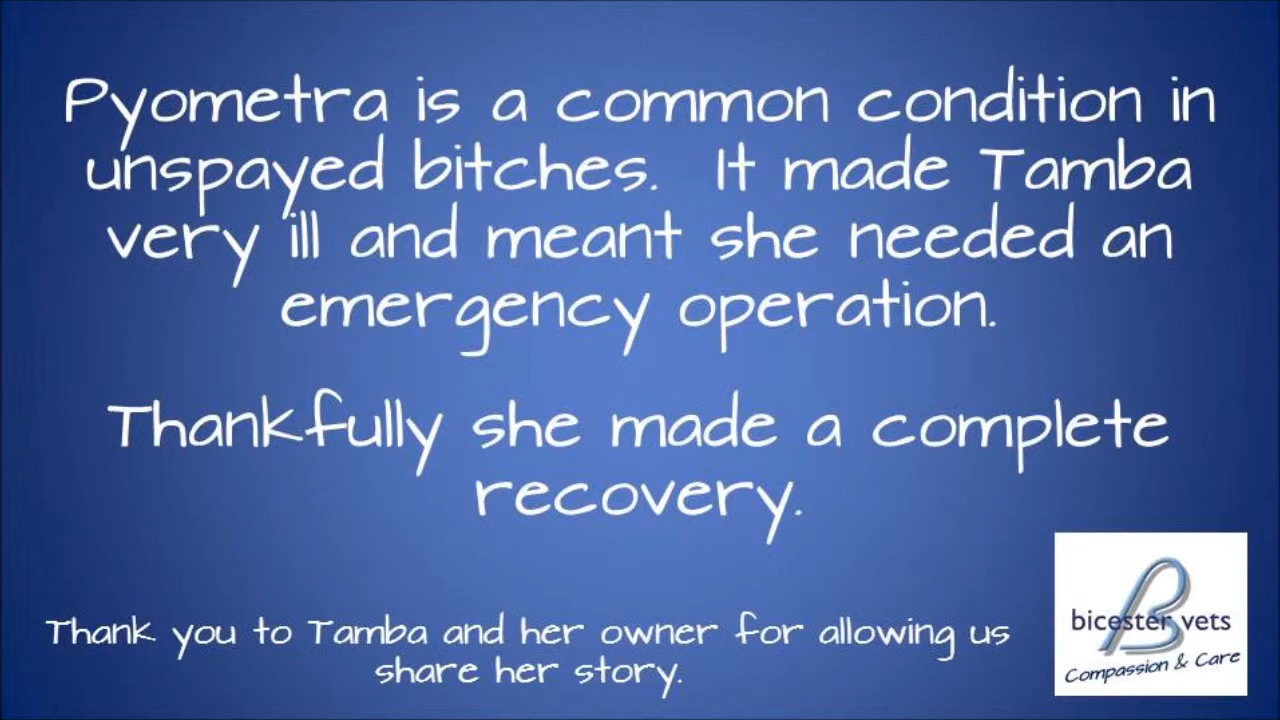 Pyometra is a common condition in
unspayed bitches. It made Tamba
very ill and meant she needed an
emergency operation.
Thankfully she made a complete
recovery.
Thank you to Tamba and her owner for allowing us
share her story.
B
bicester vets
Compassion & Care